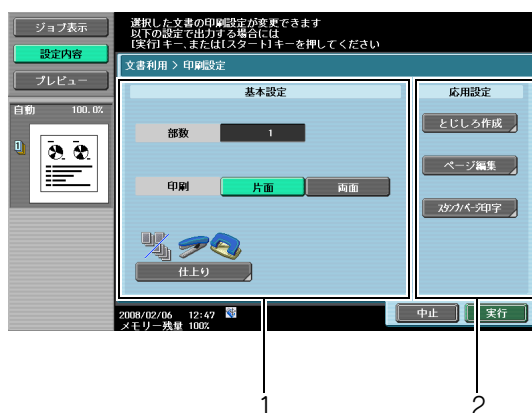 ジョブ表示
選択した文書の印刷設定が変更できます
以下の設定で出力する場合には
[実行]キー、または[スタート]キーを押してください
設定内容
文書利用 > 印刷設定
プレビュー
基本設定
応用設定
自動 100.0%
部数 1
とじしろ作成
1
ページ編集
印刷 片面 両面
スタンプ/ページ印字
仕上り
2008/02/06 12:47
メモリー残量 100%
中止 実行
1 2